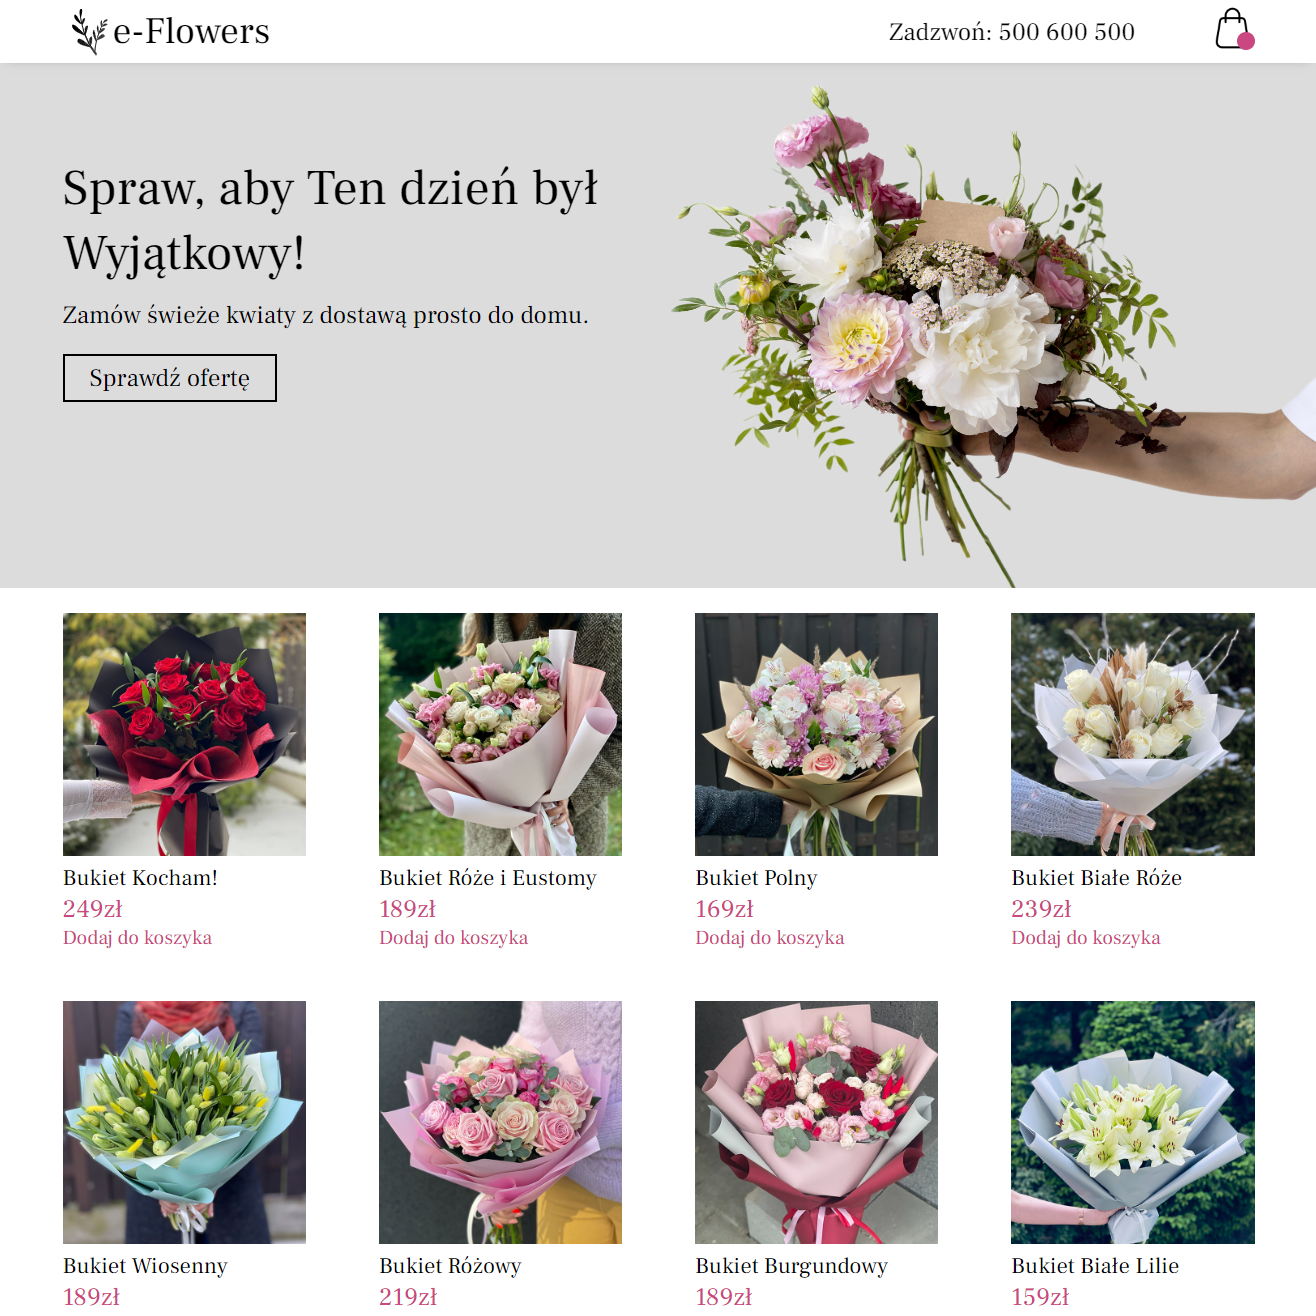 e-Flowers
Zadzwoń: 500 600 500
Spraw, aby Ten dzień był
Wyjątkowy!
Zamów świeże kwiaty z dostawą prosto do domu.
Sprawdź ofertę
Bukiet Kocham!
249zł
Dodaj do koszyka
Bukiet Róże i Eustomy
189zł
Dodaj do koszyka
Bukiet Polny
169zł
Dodaj do koszyka
Bukiet Białe Róże
239zł
Dodaj do koszyka
Bukiet Wiosenny
189zł
Bukiet Różowy
219zł
Bukiet Burgundowy
189zł
Bukiet Białe Lilie
159zł